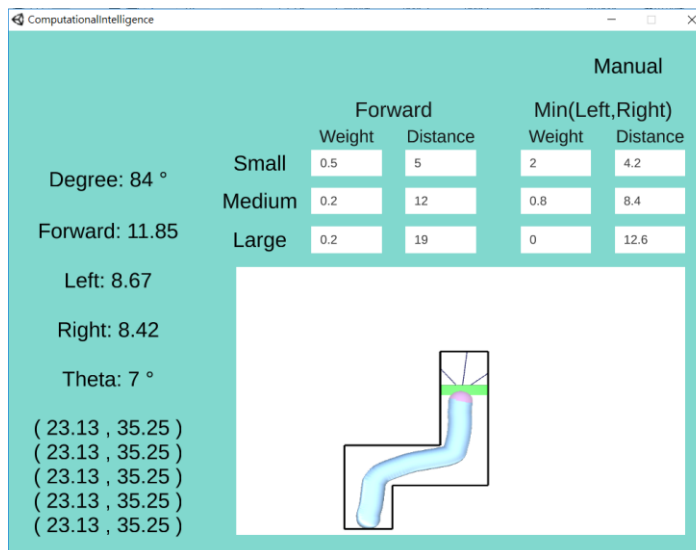 ComputationalIntelligence
Manual
Forward Min(Left,Right)
Weight Distance Weight Distance
Small 0.5 5 2 4.2
Medium 0.2 12 0.8 8.4
Large 0.2 19 0 12.6
Degree: 84 °
Forward: 11.85
Left: 8.67
Right: 8.42
Theta: 7 °
( 23.13 , 35.25 )
( 23.13 , 35.25 )
( 23.13 , 35.25 )
( 23.13 , 35.25 )
( 23.13 , 35.25 )